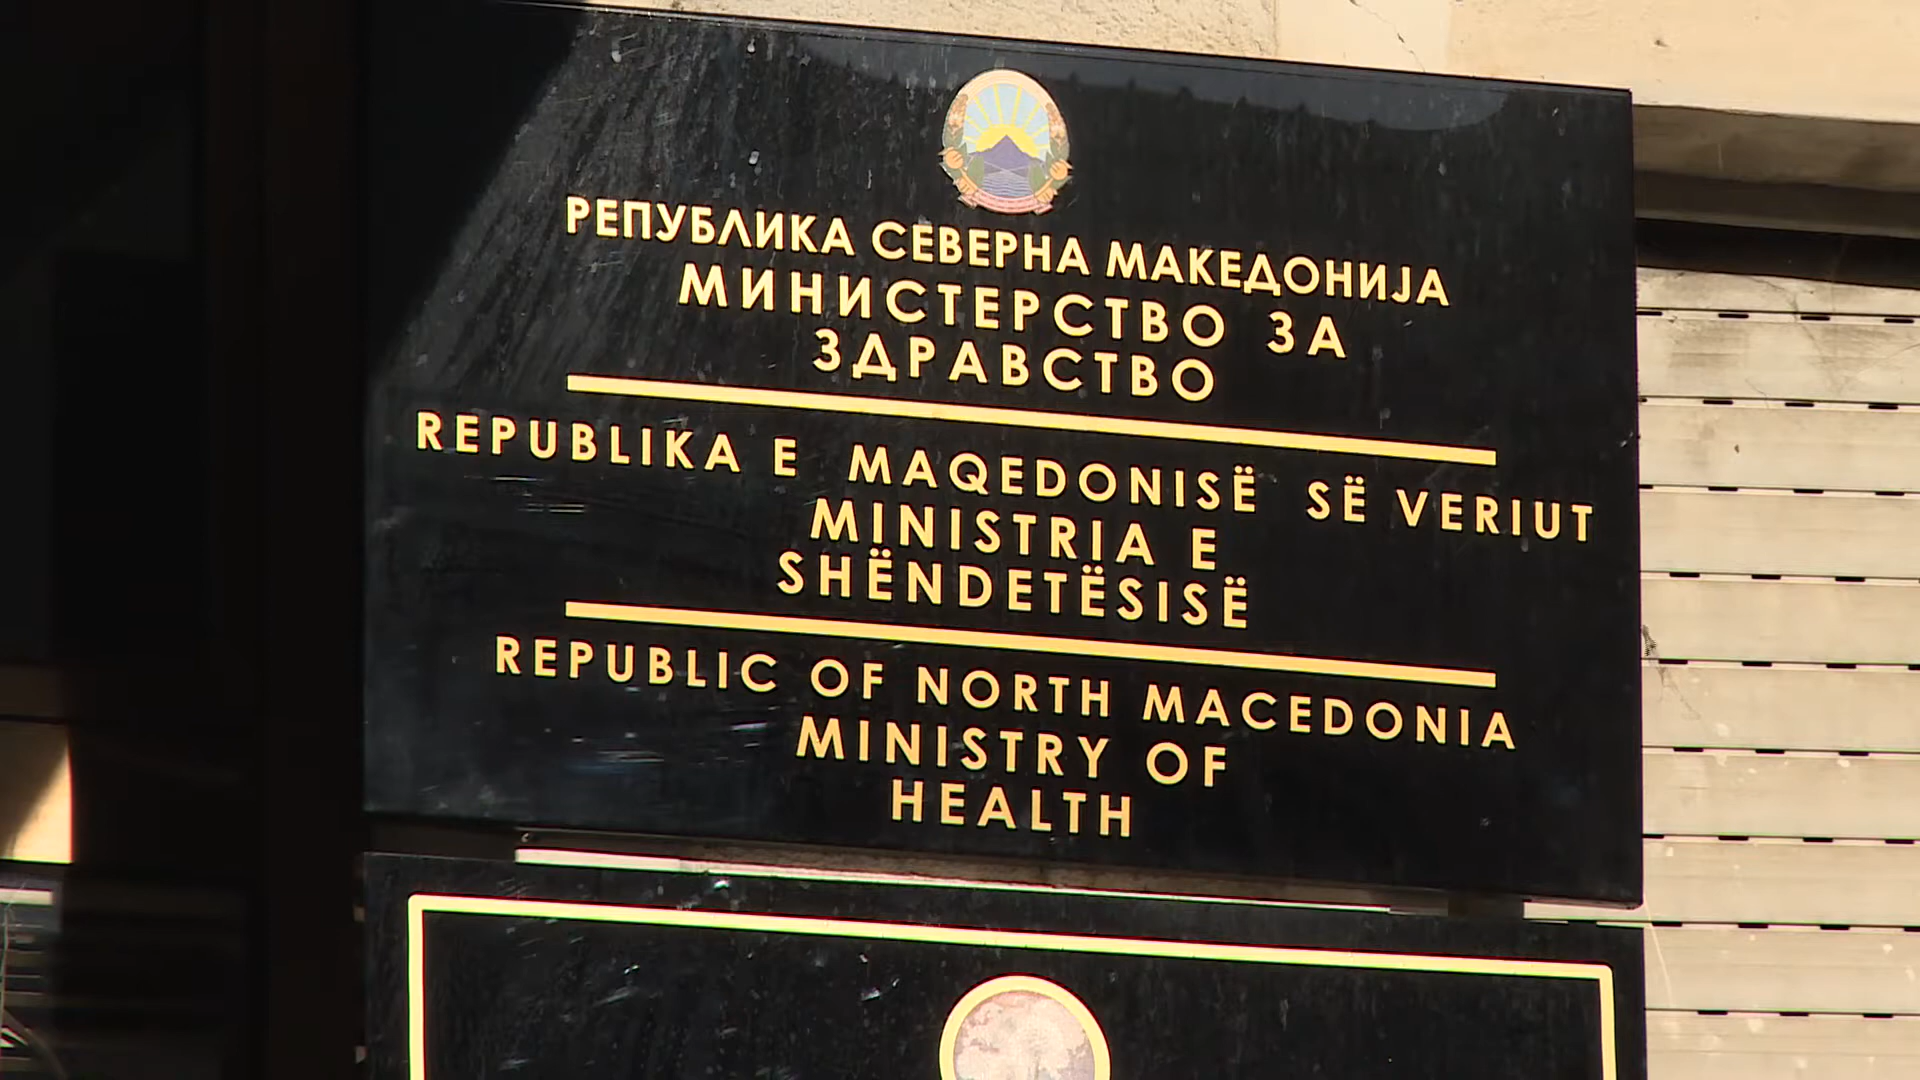 РЕПУБЛИКА СЕВЕРНА МАКЕДОНИЈА
МИНИСТЕРСТВО ЗА
ЗДРАВСТВО
REPUBLIKA E MAQEDONISË SË VERIUT
MINISTRIA E
SHËNDETËSISË
REPUBLIC OF NORTH MACEDONIA
MINISTRY OF
HEALTH